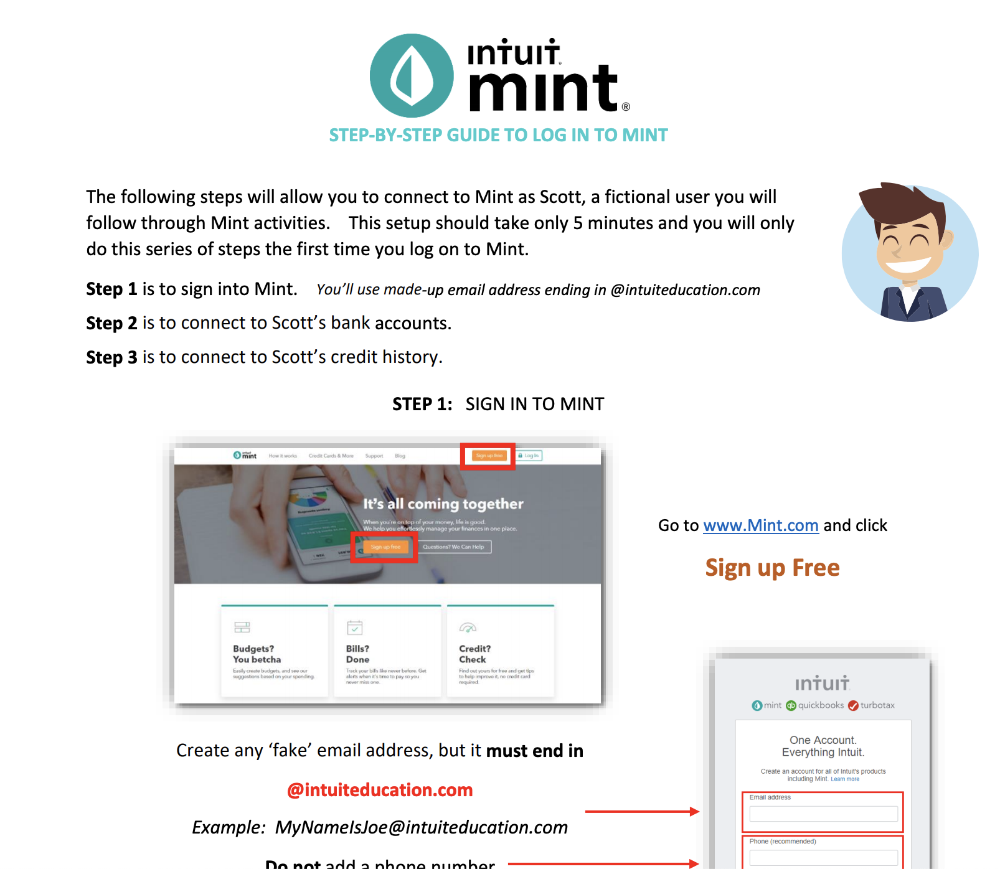 intuit
mint®
STEP-BY-STEP GUIDE TO LOG IN TO MINT
The following steps will allow you to connect to Mint as Scott, a fictional user you will
follow through Mint activities. This setup should take only 5 minutes and you will only
do this series of steps the first time you log on to Mint.
Step 1 is to sign into Mint. You’ll use made-up email address ending in @intuiteducation.com
Step 2 is to connect to Scott’s bank accounts.
Step 3 is to connect to Scott’s credit history.
STEP 1: SIGN IN TO MINT
intuit mint How it works Credit Cards & More Support Blog Sign up free Log In
It’s all coming together
When you’re on top of your money, life is good.
We help you effortlessly manage your finances in one place.
Sign up free Questions? We Can Help
Budgets?
You betcha
Easily create budgets, and see our
suggestions based on your spending.
Bills?
Done
Track your bills like never before. Get
alerts when it's time to pay so you
never miss one.
Credit?
Check
Find out yours for free and get tips
to help improve it, no credit card
required.
Go to www.Mint.com and click
Sign up Free
Create any ‘fake’ email address, but it must end in
@intuiteducation.com
Example: MyNameIsJoe@intuiteducation.com
Do not add a phone number
intuit
mint qb quickbooks turbotax
One Account.
Everything Intuit.
Create an account for all of Intuit's products
including Mint. Learn more
Email address
Phone (recommended)